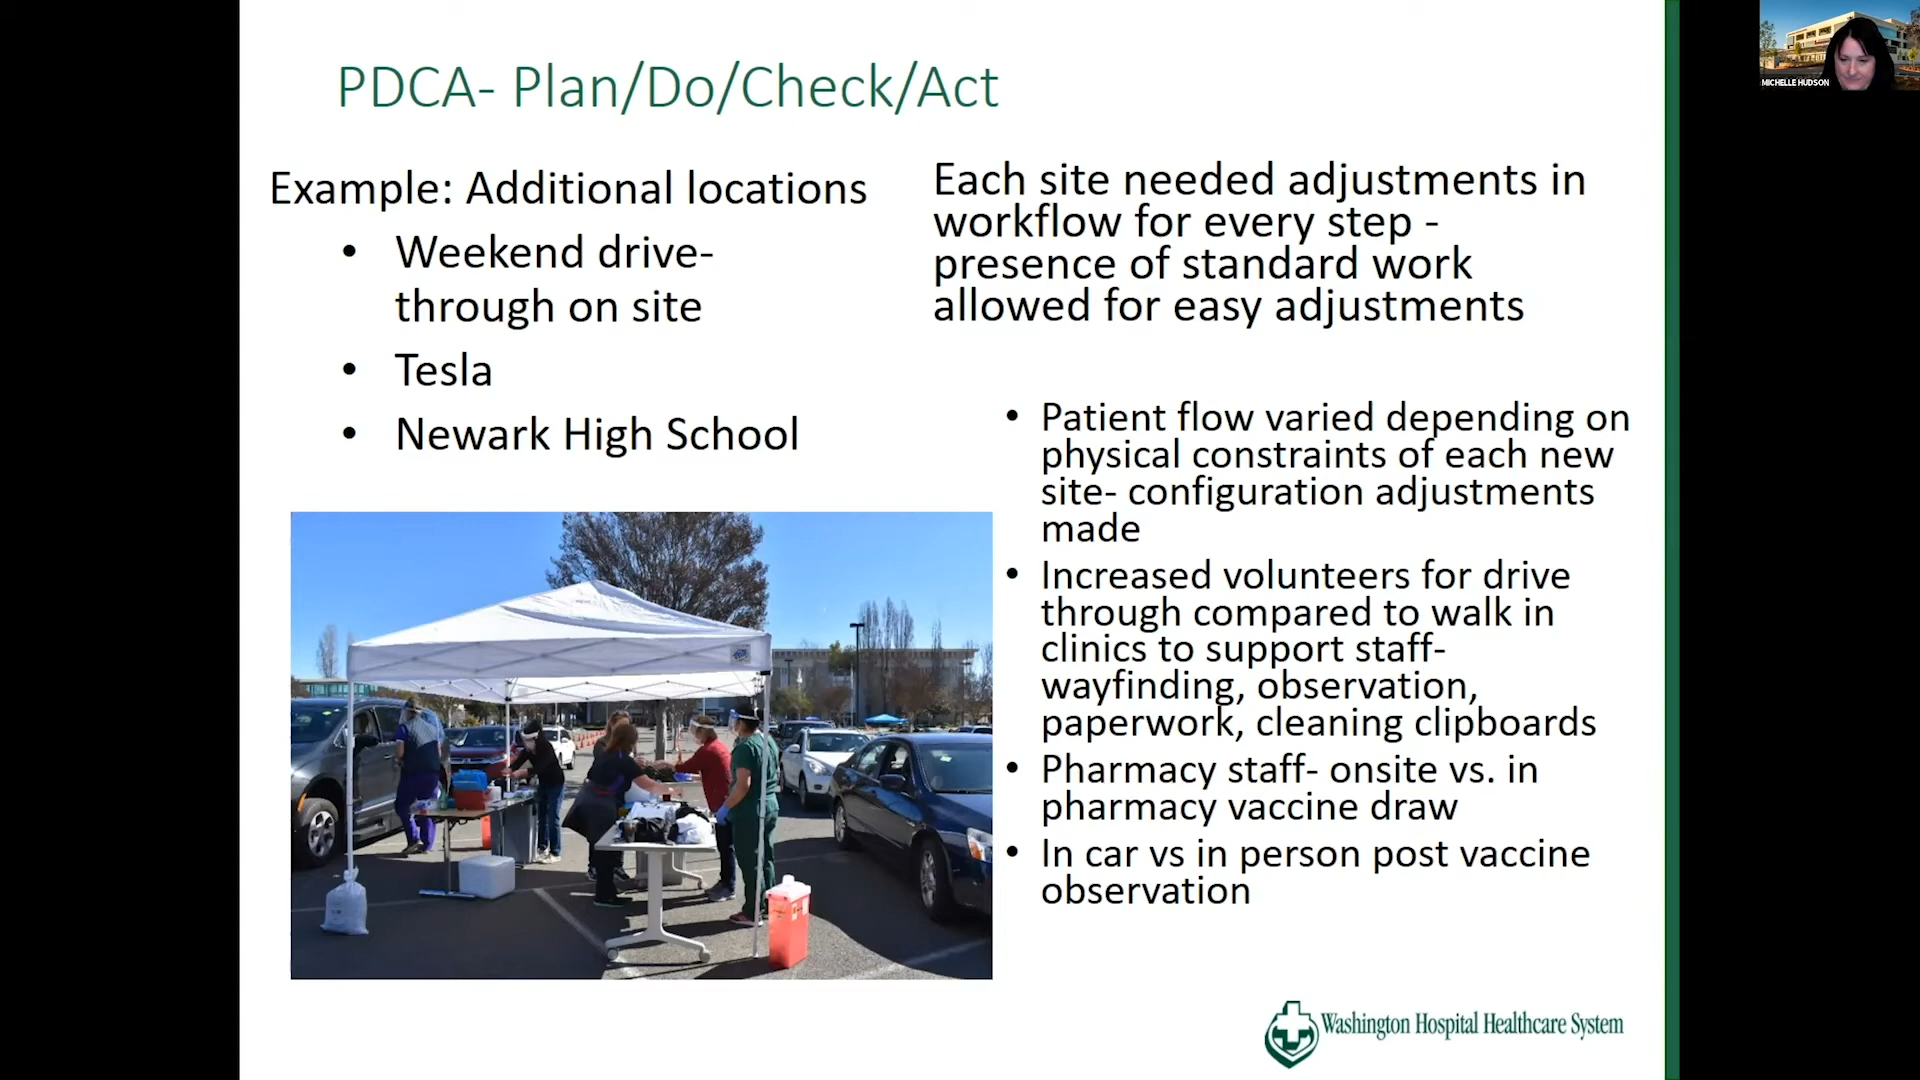 PDCA- Plan/Do/Check/Act
Example: Additional locations
• Weekend drive-
through on site
• Tesla
• Newark High School
Each site needed adjustments in
workflow for every step -
presence of standard work
allowed for easy adjustments
• Patient flow varied depending on
physical constraints of each new
site- configuration adjustments
made
• Increased volunteers for drive
through compared to walk in
clinics to support staff-
wayfinding, observation,
paperwork, cleaning clipboards
• Pharmacy staff- onsite vs. in
pharmacy vaccine draw
• In car vs in person post vaccine
observation
Washington Hospital Healthcare System
MICHELLE HUDSON